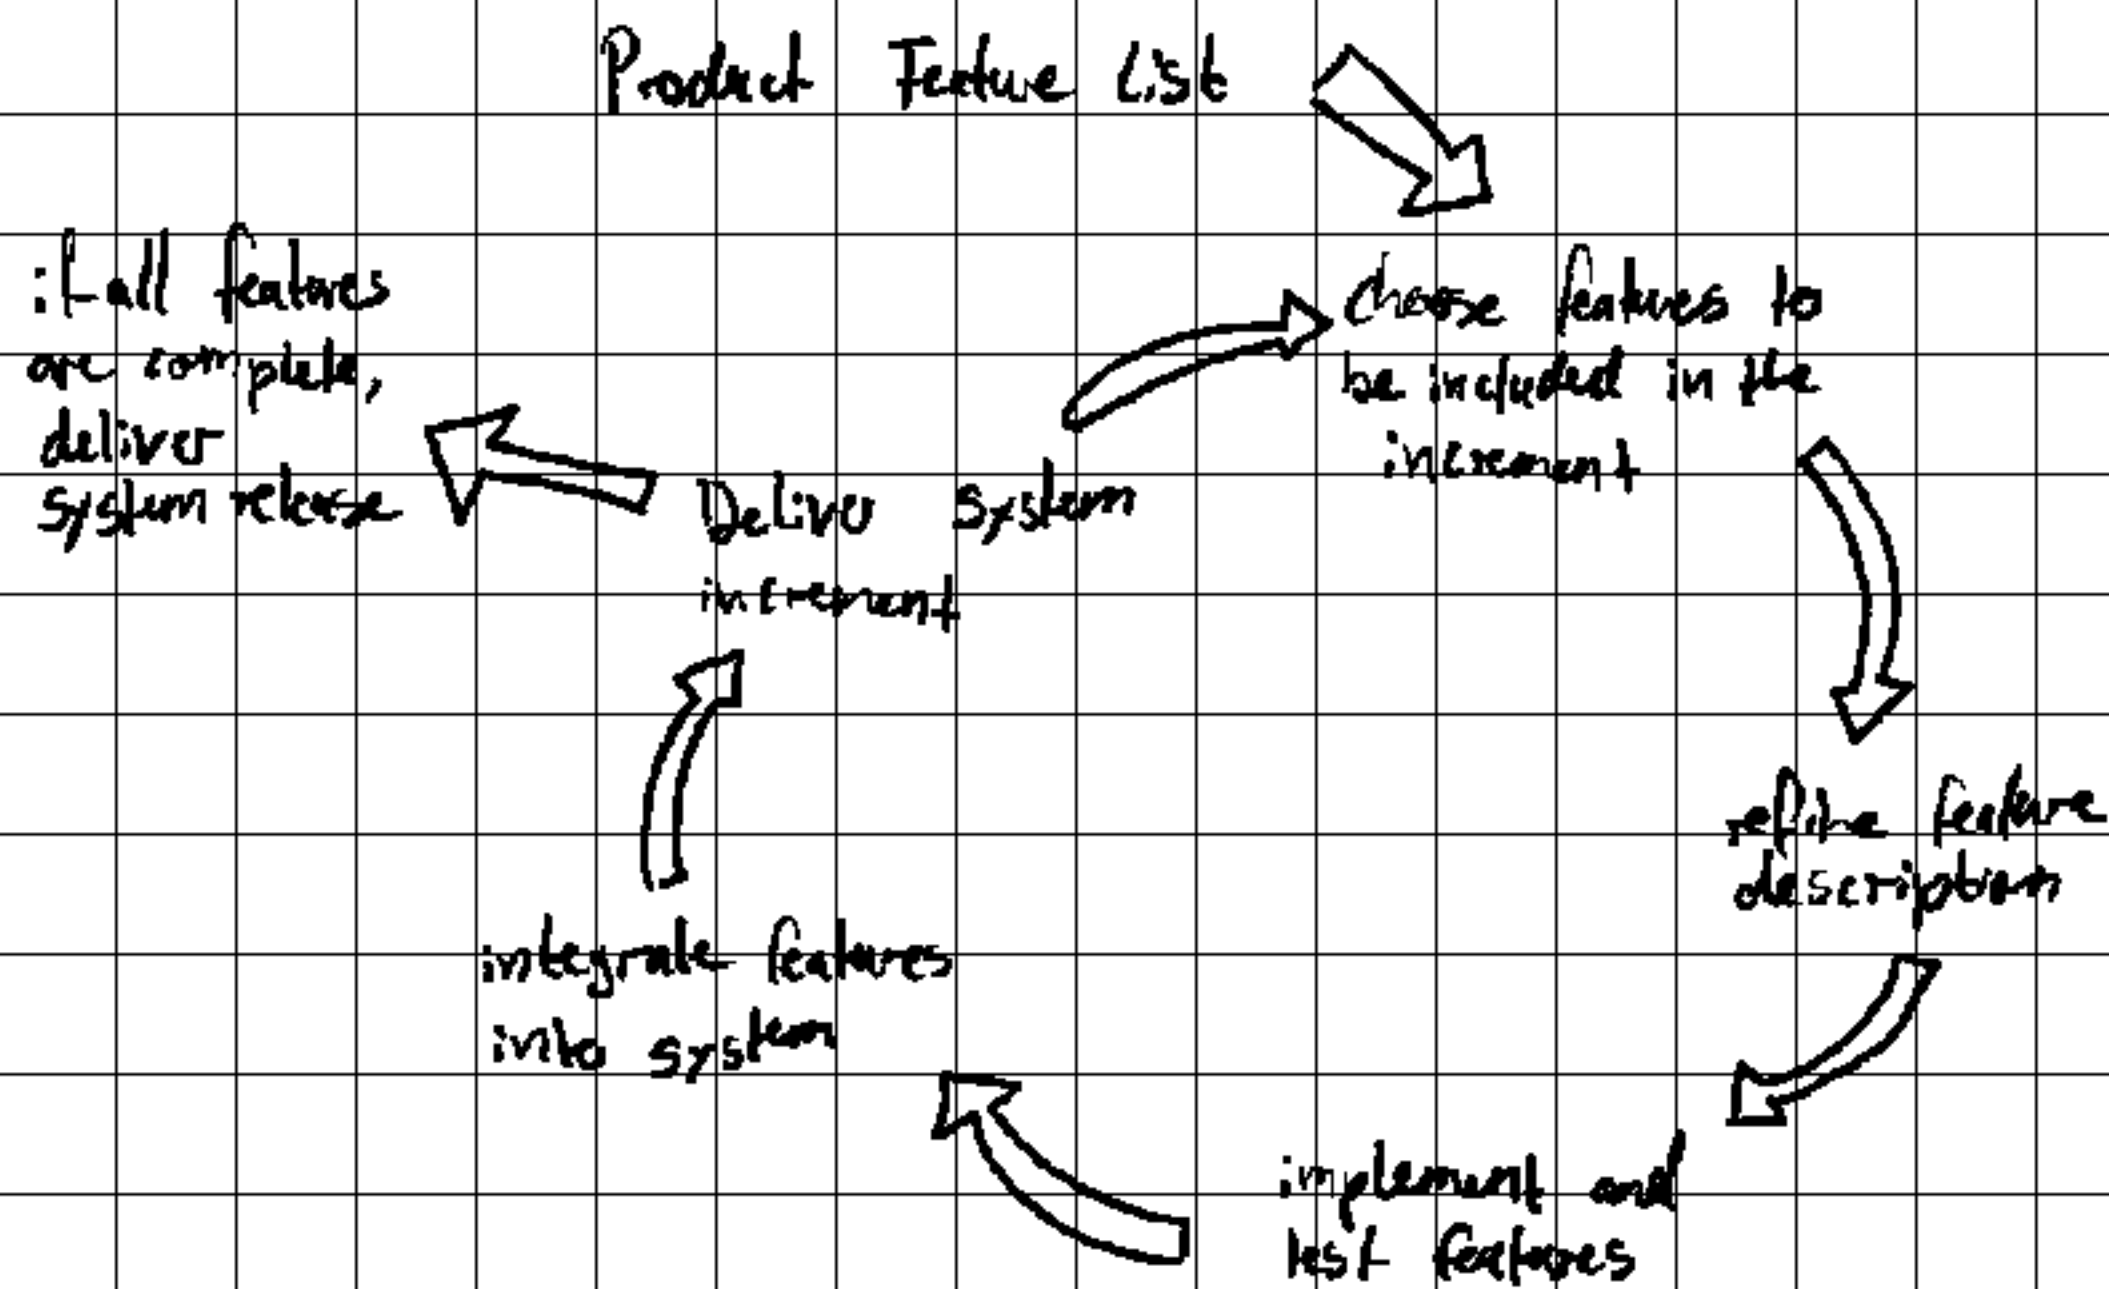 Product Feature List
if all features
are complete,
deliver
system release
Choose features to
be included in the
increment
Deliver system
increment
refine feature
description
integrate features
into system
implement and
test features